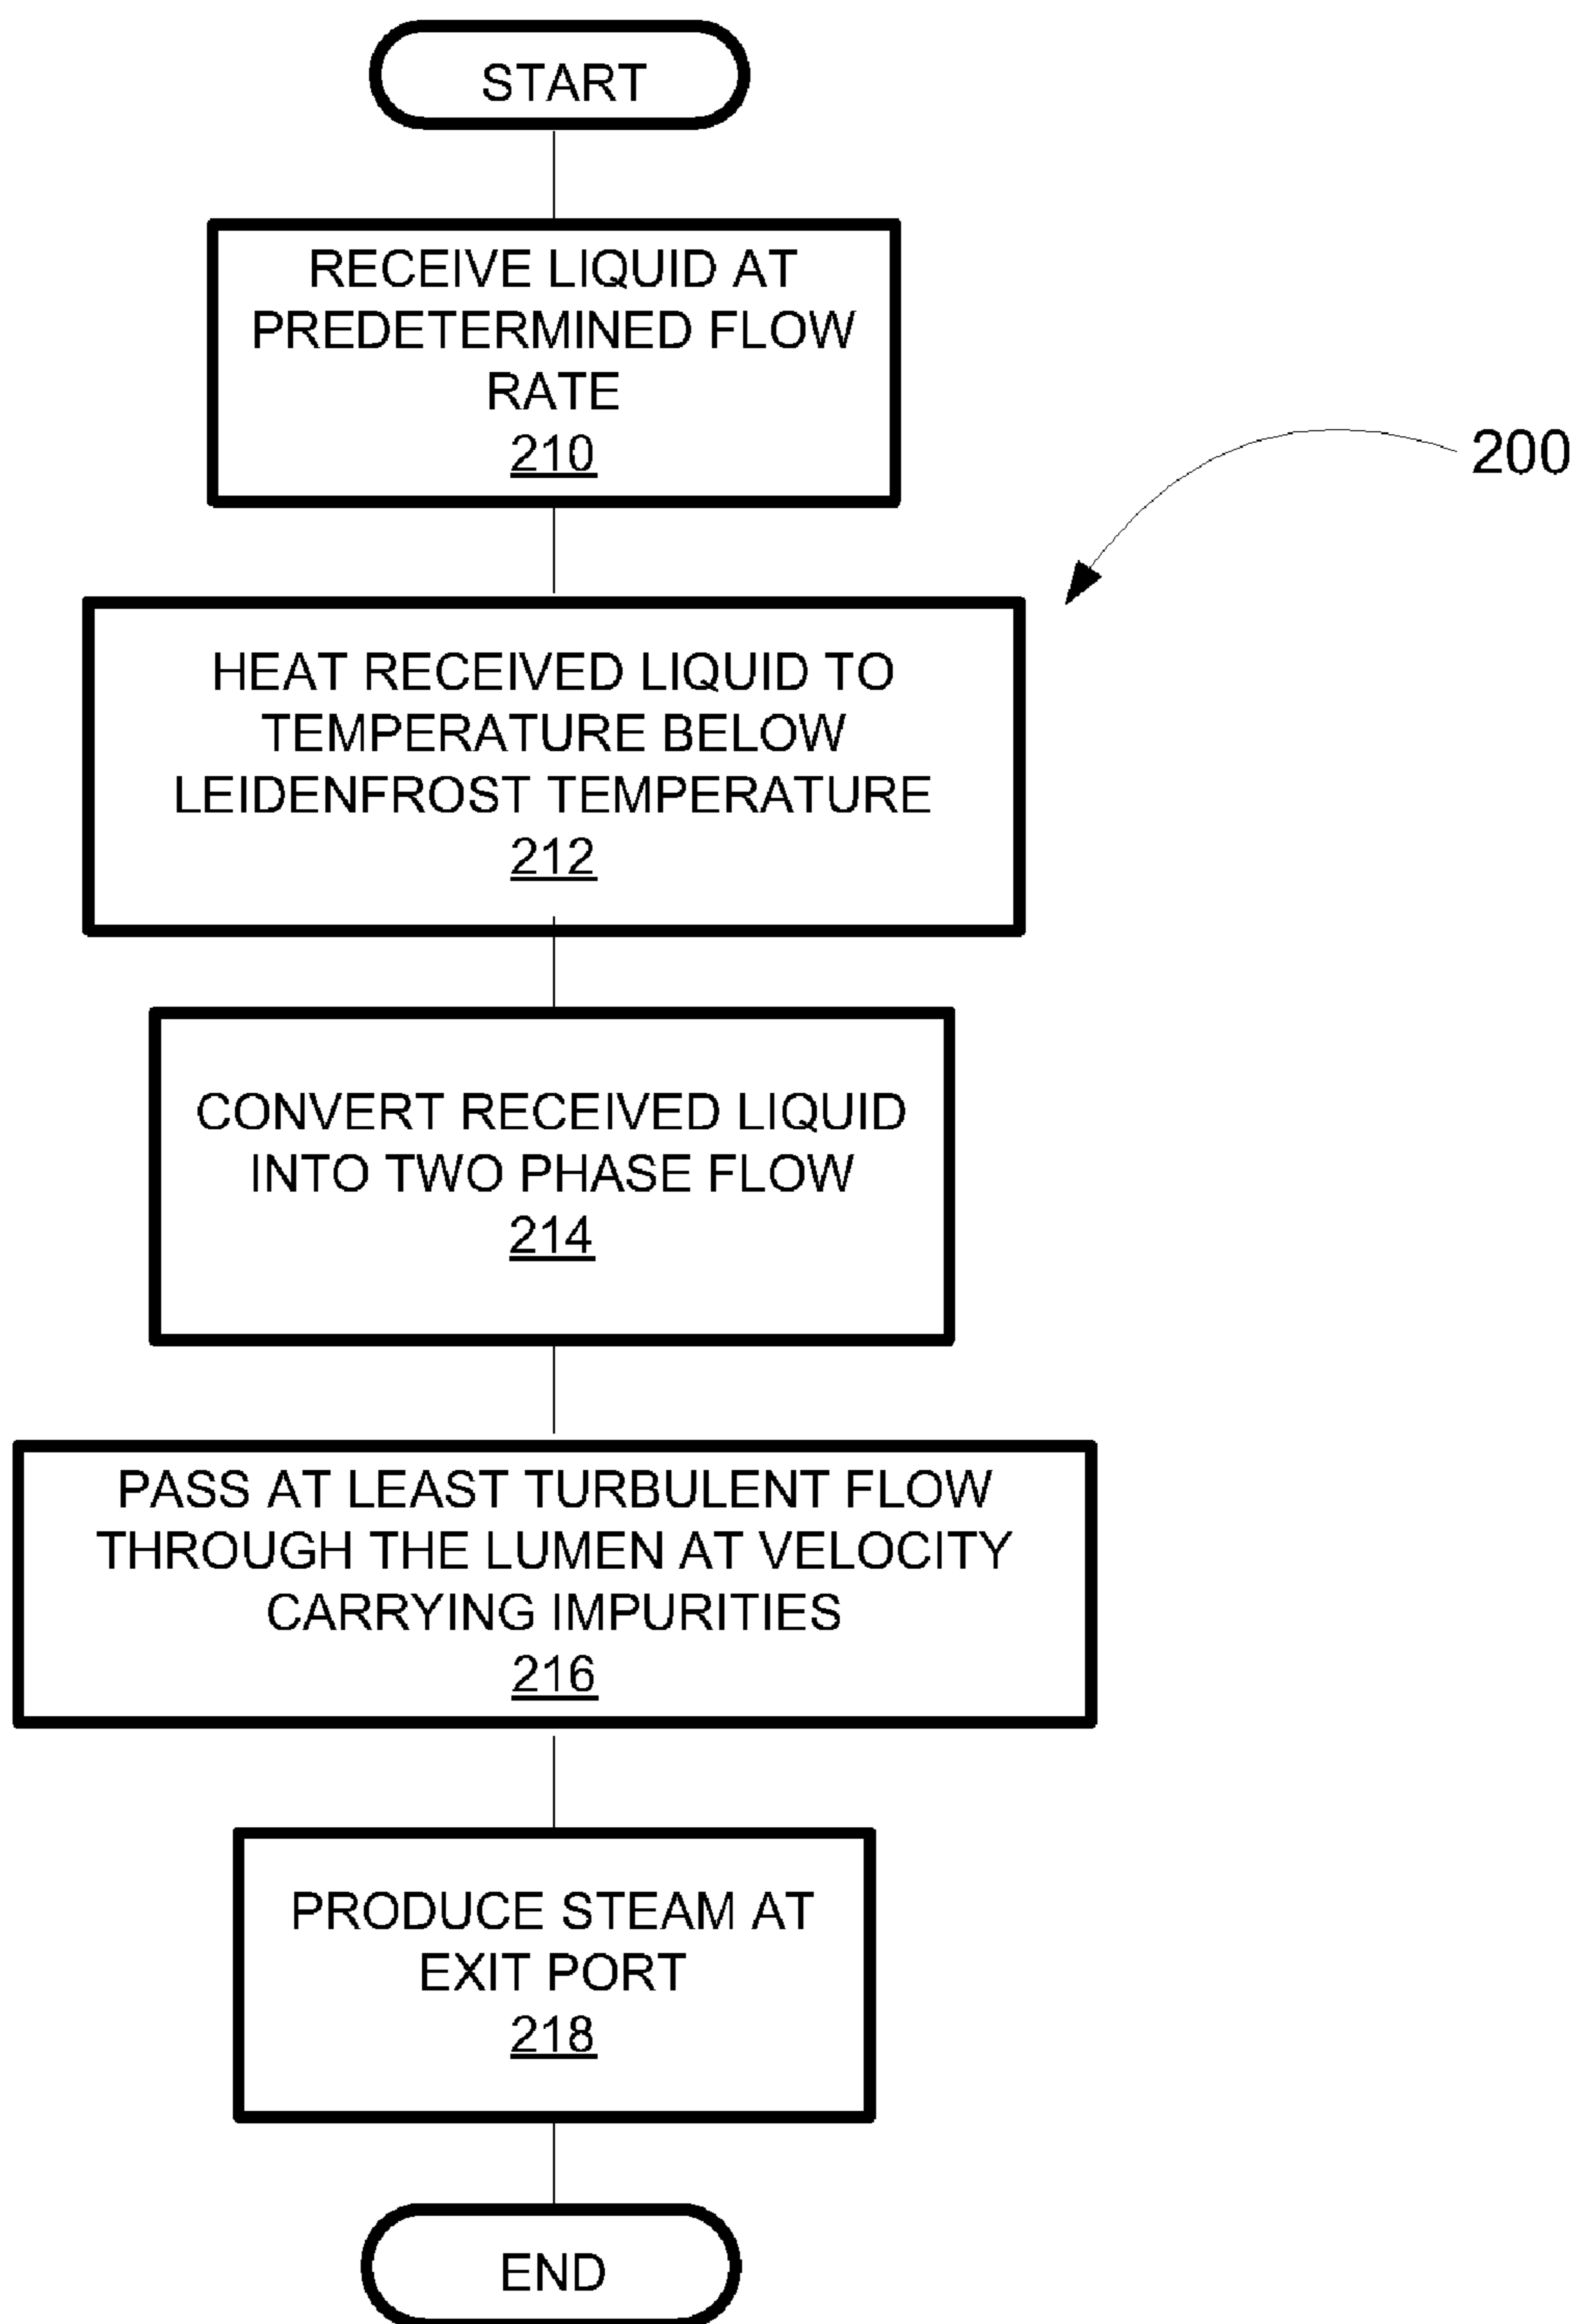 START
RECEIVE LIQUID AT
PREDETERMINED FLOW
RATE
210
200
HEAT RECEIVED LIQUID TO
TEMPERATURE BELOW
LEIDENFROST TEMPERATURE
212
CONVERT RECEIVED LIQUID
INTO TWO PHASE FLOW
214
PASS AT LEAST TURBULENT FLOW
THROUGH THE LUMEN AT VELOCITY
CARRYING IMPURITIES
216
PRODUCE STEAM AT
EXIT PORT
218
END